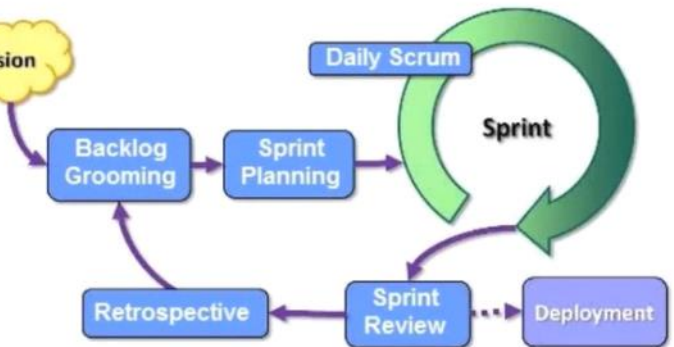 sion
Daily Scrum
Sprint
Backlog
Grooming
Sprint
Planning
Retrospective
Sprint
Review
Deployment